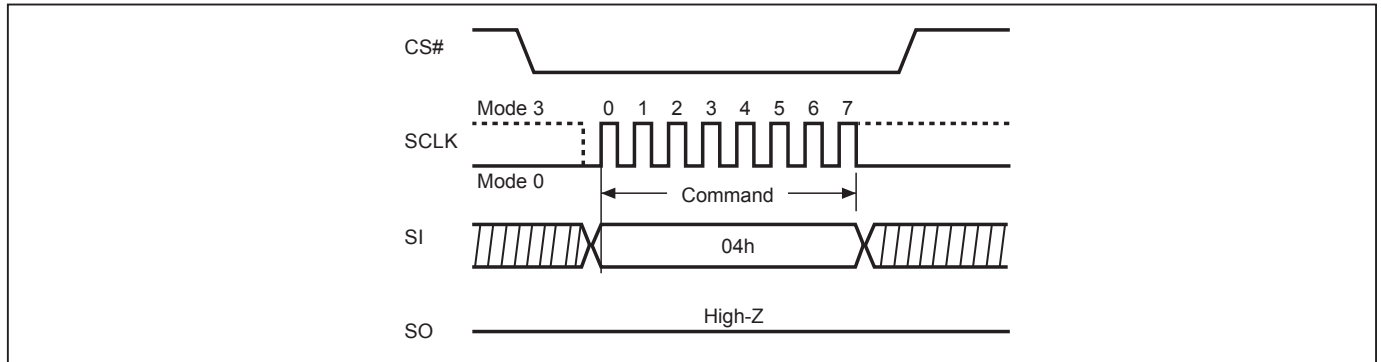 CS#
Mode 3
0 1 2 3 4 5 6 7
SCLK
Mode 0
Command
SI
04h
High-Z
SO